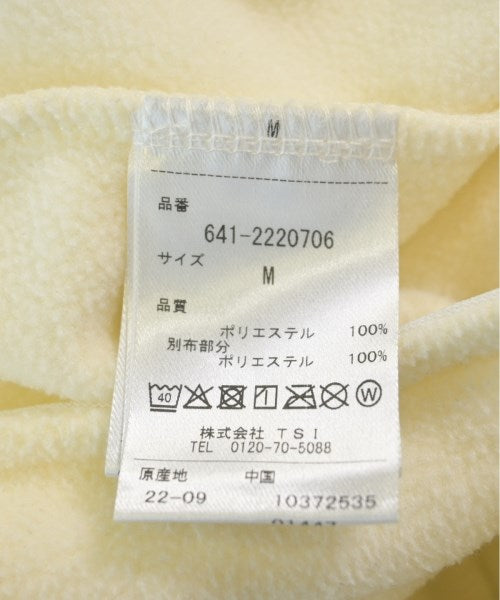 M
品番
641-2220706
サイズ
M
品質
ポリエステル 100%
別布部分
ポリエステル 100%
40
W
株式会社 TSI
TEL 0120-70-5088
原産地 中国
22-09 10372535